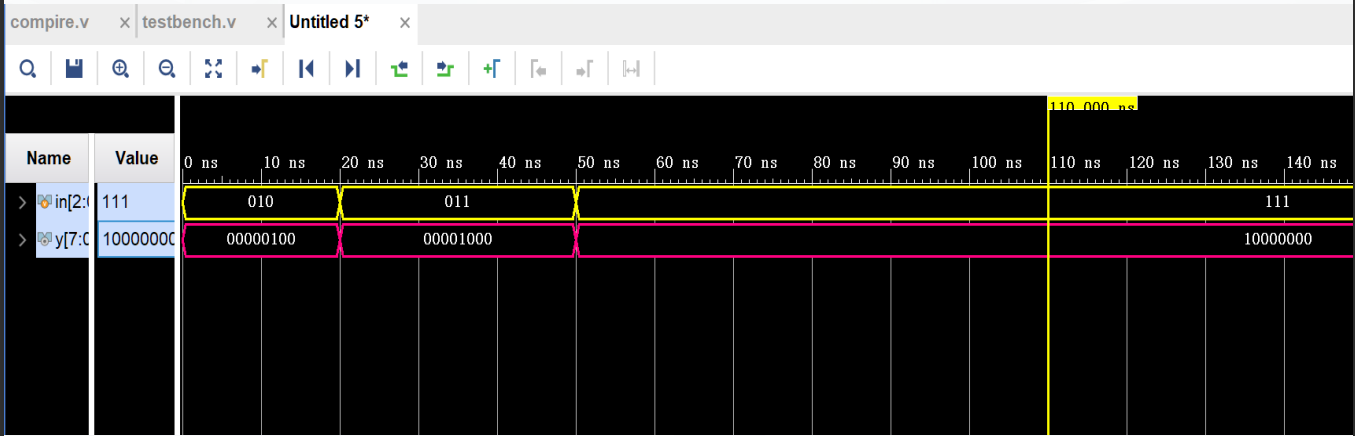 compire.v testbench.v Untitled 5*
110.000 ns
Name Value 0 ns 10 ns 20 ns 30 ns 40 ns 50 ns 60 ns 70 ns 80 ns 90 ns 100 ns 110 ns 120 ns 130 ns 140 ns
in[2:0 111 010 011 111
y[7:0 10000000 00000100 00001000 10000000